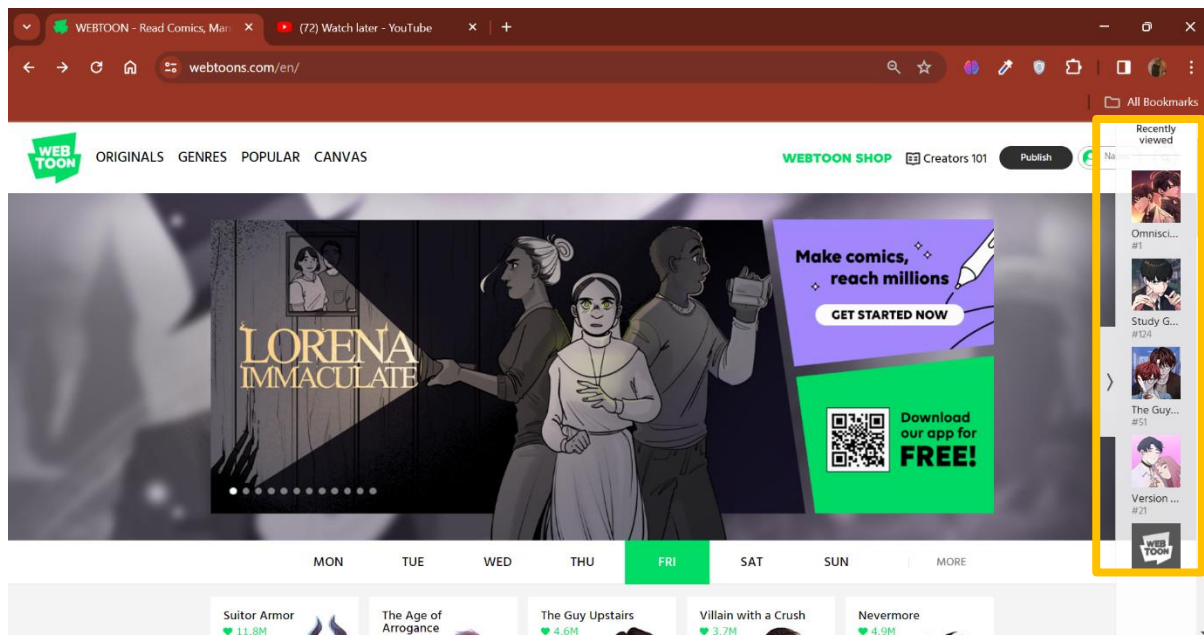 WEBTOON - Read Comics, Man
(72) Watch later - YouTube
webtoons.com/en/
All Bookmarks
WEB
TOON
ORIGINALS GENRES POPULAR CANVAS
WEBTOON SHOP
Creators 101
Publish
Recently
viewed
LORENA
IMMACULATE
Make comics,
reach millions
GET STARTED NOW
Download
our app for
FREE!
Omnisci...
#1
Study G...
#124
The Guy...
#51
Version ...
#21
WEB
TOON
MON TUE WED THU FRI SAT SUN MORE
Suitor Armor
11.8M
The Age of
Arrogance
The Guy Upstairs
4.6M
Villain with a Crush
3.7M
Nevermore
4.9M